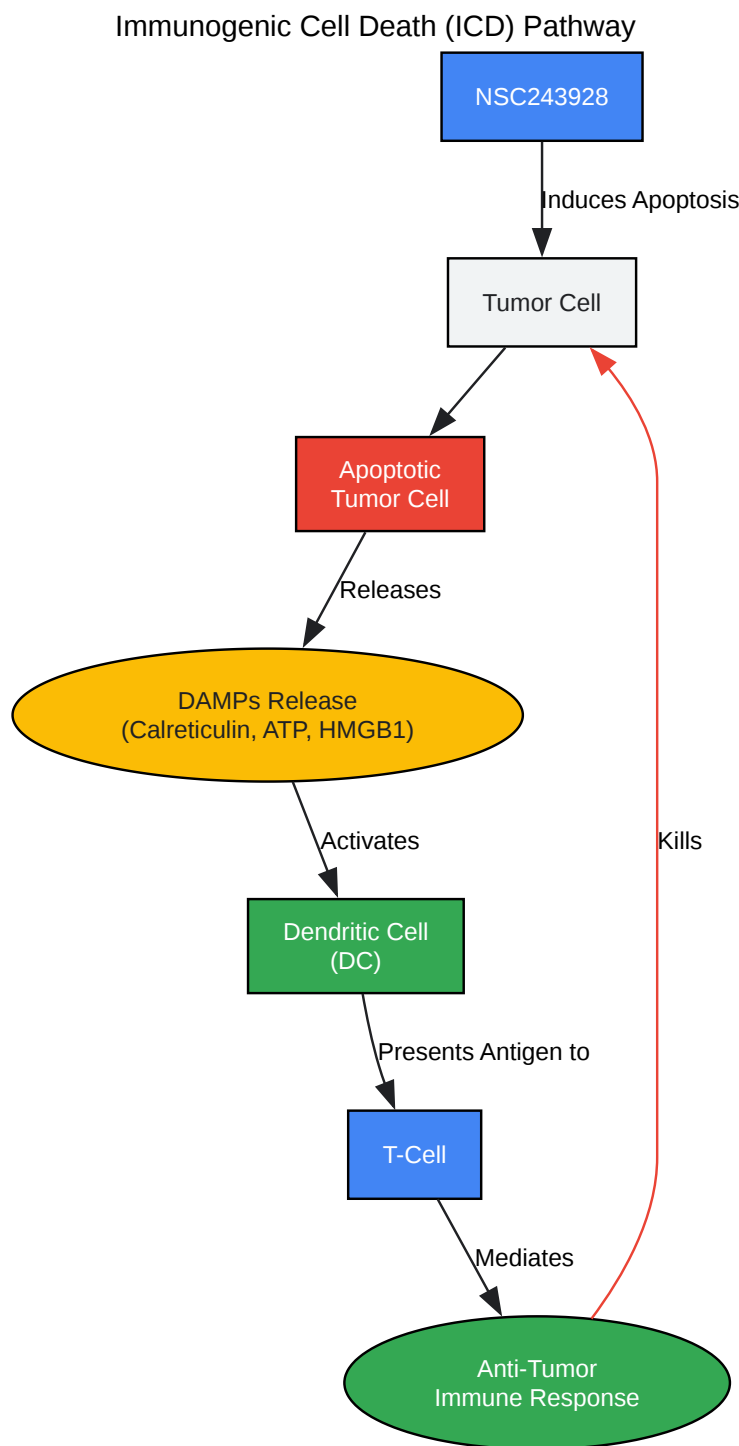 Immunogenic Cell Death (ICD) Pathway
NSC243928
Induces Apoptosis
Tumor Cell
Apoptotic
Tumor Cell
Releases
DAMPs Release
(Calreticulin, ATP, HMGB1)
Activates
Kills
Dendritic Cell
(DC)
Presents Antigen to
T-Cell
Mediates
Anti-Tumor
Immune Response